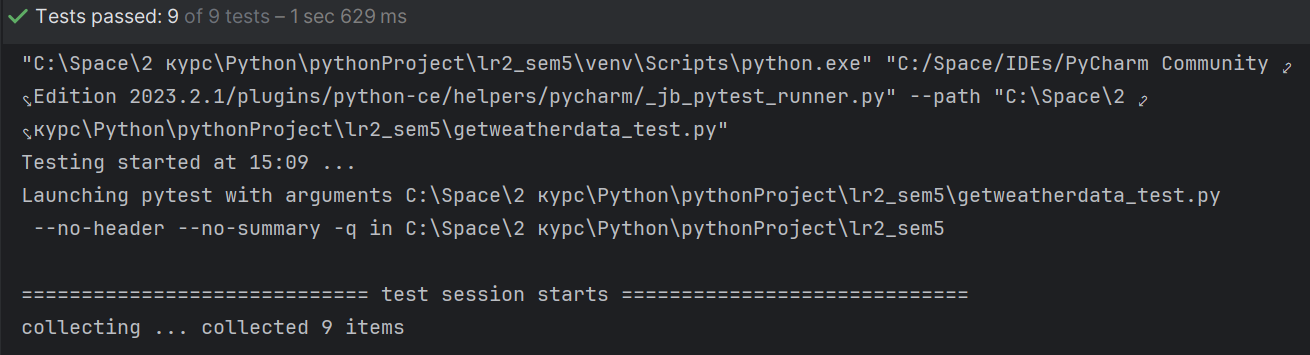 Tests passed: 9 of 9 tests – 1 sec 629 ms
"C:\Space\2 курс\Python\pythonProject\lr2_sem5\venv\Scripts\python.exe" "C:/Space/IDEs/PyCharm Community
Edition 2023.2.1/plugins/python-ce/helpers/pycharm/_jb_pytest_runner.py" --path "C:\Space\2
курс\Python\pythonProject\lr2_sem5\getweatherdata_test.py"
Testing started at 15:09 ...
Launching pytest with arguments C:\Space\2 курс\Python\pythonProject\lr2_sem5\getweatherdata_test.py
--no-header --no-summary -q in C:\Space\2 курс\Python\pythonProject\lr2_sem5
============================= test session starts =============================
collecting ... collected 9 items